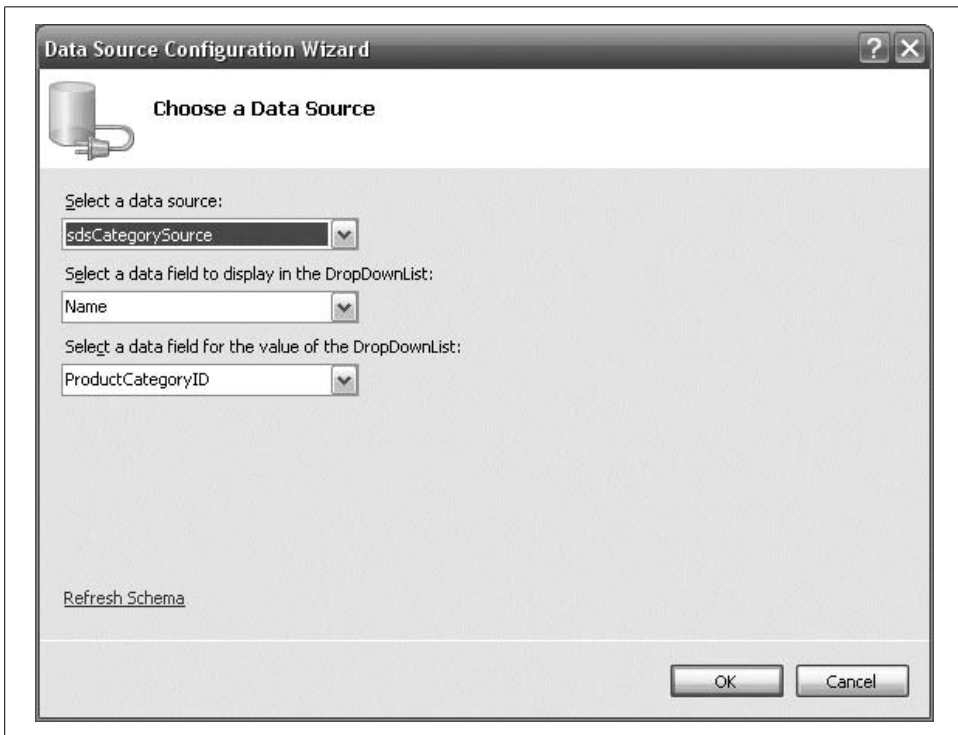 Data Source Configuration Wizard
Choose a Data Source
Select a data source:
sdsCategorySource
Select a data field to display in the DropDownList:
Name
Select a data field for the value of the DropDownList:
ProductCategoryID
Refresh Schema
OK
Cancel